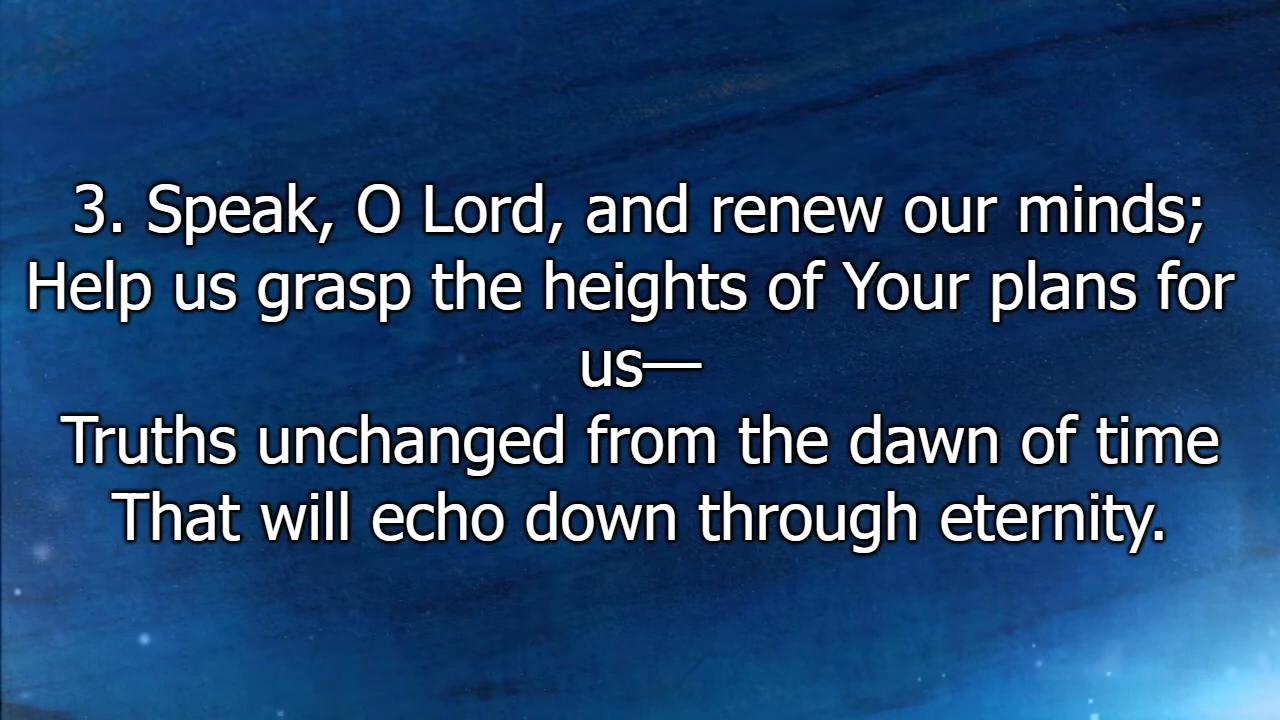 3. Speak, O Lord, and renew our minds;
Help us grasp the heights of Your plans for
us—
Truths unchanged from the dawn of time
That will echo down through eternity.